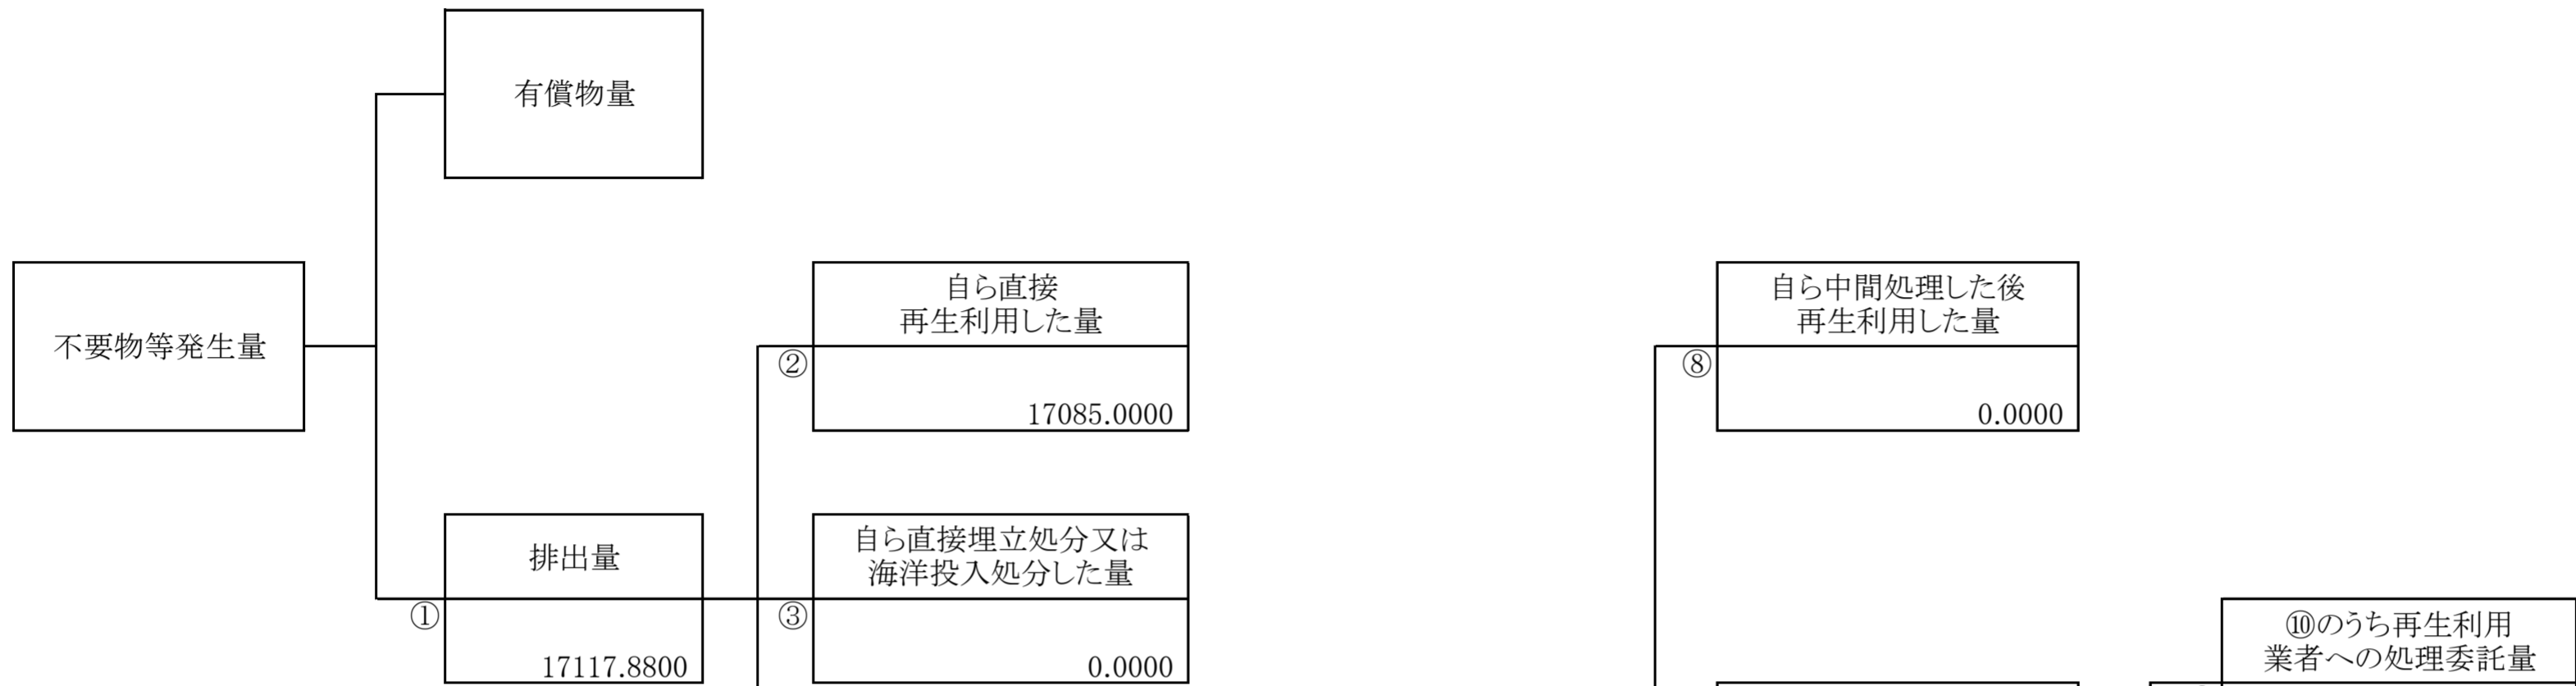 有償物量
不要物等発生量
自ら直接
再生利用した量
②
17085.0000
自ら中間処理した後
再生利用した量
⑧
0.0000
排出量
①
17117.8800
自ら直接埋立処分又は
海洋投入処分した量
③
0.0000
⑩のうち再生利用
業者への処理委託量